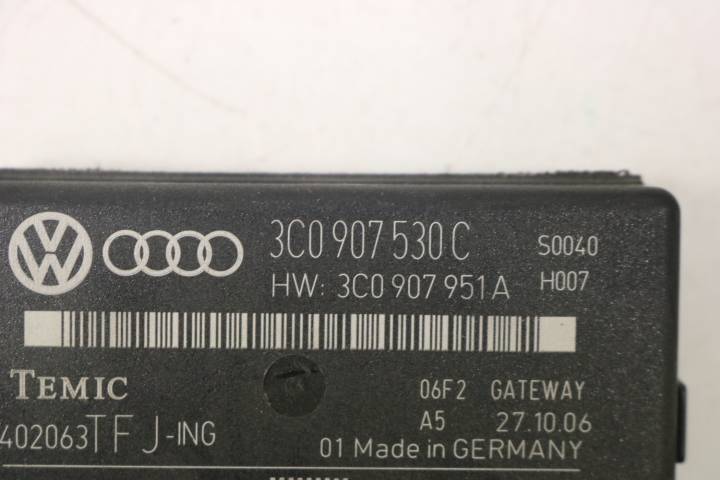 VW 3C0 907 530 C S0040
HW: 3C0 907 951 A H007
TEMIC 06F2 GATEWAY
A5 27.10.06
402063TFJ-ING
01 Made in GERMANY